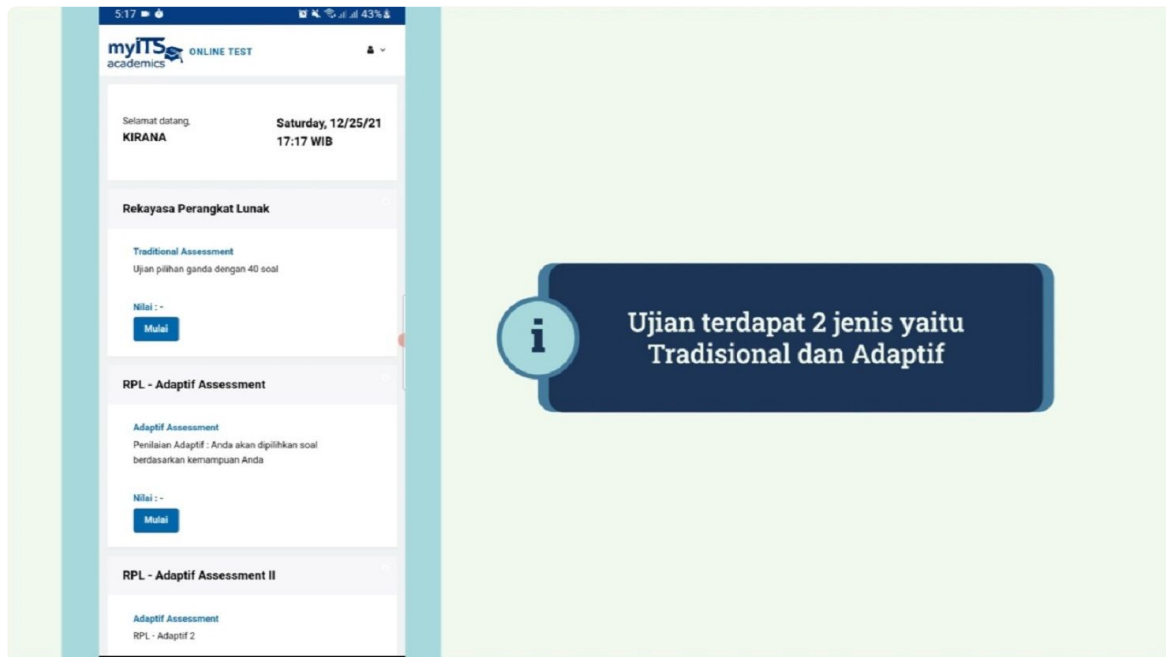 5:17
43%
myITS
academics
ONLINE TEST
Selamat datang,
KIRANA
Saturday, 12/25/21
17:17 WIB
Rekayasa Perangkat Lunak
Traditional Assessment
Ujian pilihan ganda dengan 40 soal
Nilai : -
Mulai
RPL - Adaptif Assessment
Adaptif Assessment
Penilaian Adaptif : Anda akan dipilihkan soal
berdasarkan kemampuan Anda
Nilai : -
Mulai
RPL - Adaptif Assessment II
Adaptif Assessment
RPL - Adaptif 2
i
Ujian terdapat 2 jenis yaitu
Tradisional dan Adaptif